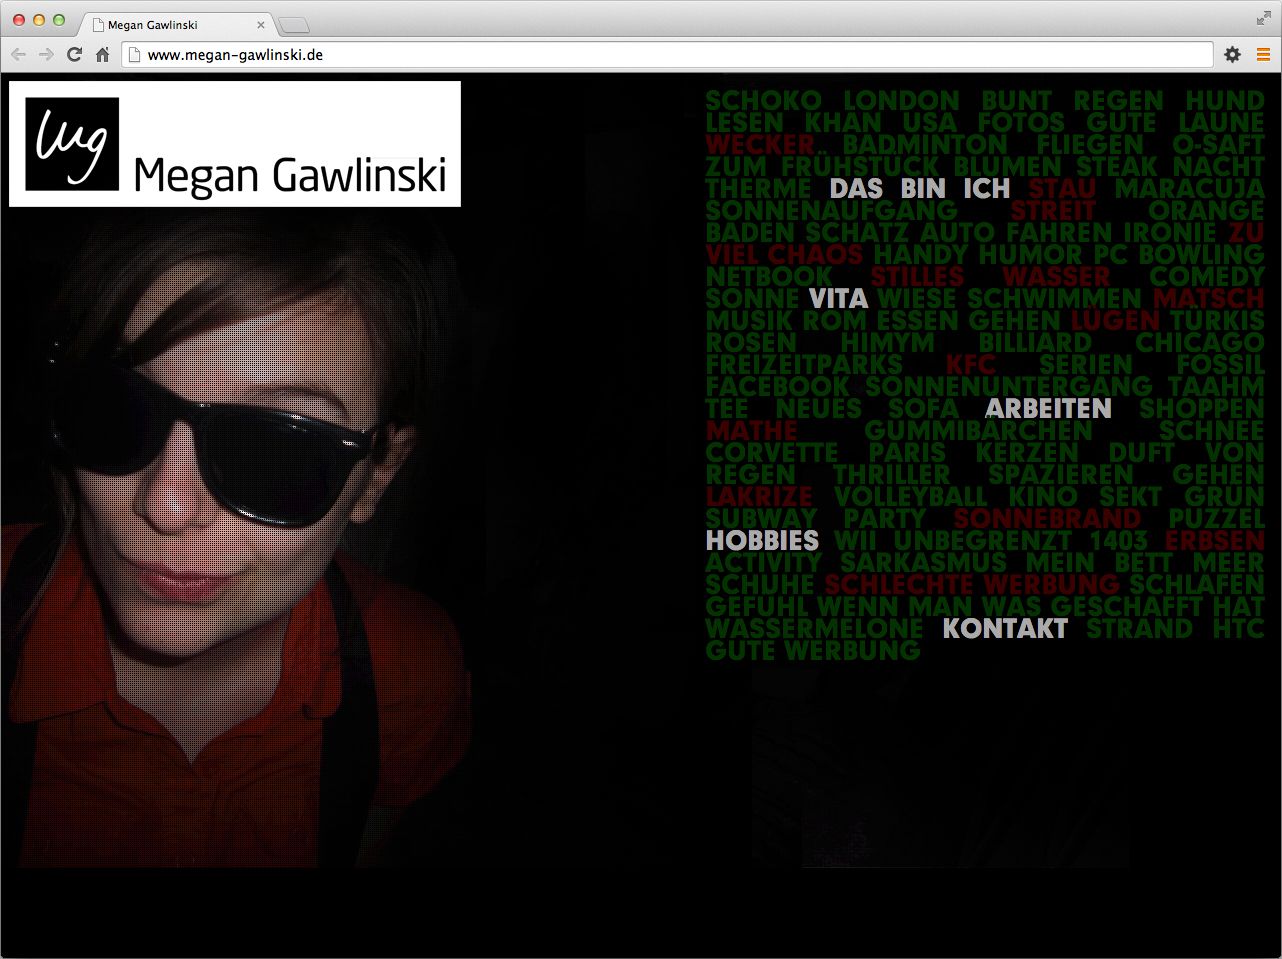 Megan Gawlinski
www.megan-gawlinski.de
lug
Megan Gawlinski
SCHOKO LONDON BUNT REGEN HUND
LESEN KHAN USA FOTOS GUTE LAUNE
WECKER BADMINTON FLIEGEN O-SAFT
ZUM FRÜHSTÜCK BLUMEN STEAK NACHT
THERME DAS BIN ICH STAU MARACUJA
SONNENAUFGANG STREIT ORANGE
BADEN SCHATZ AUTO FAHREN IRONIE ZU
VIEL CHAOS HANDY HUMOR PC BOWLING
NETBOOK STILLES WASSER COMEDY
SONNE VITA WIESE SCHWIMMEN MATSCH
MUSIK ROM ESSEN GEHEN LÜGEN TÜRKIS
ROSEN HIMYM BILLIARD CHICAGO
FREIZEITPARKS KFC SERIEN FOSSIL
FACEBOOK SONNENUNTERGANG TAAHM
TEE NEUES SOFA ARBEITEN SHOPPEN
MATHE GUMMIBÄRCHEN SCHNEE
CORVETTE PARIS KERZEN DUFT VON
REGEN THRILLER SPAZIEREN GEHEN
LAKRIZE VOLLEYBALL KINO SEKT GRÜN
SUBWAY PARTY SONNEBRAND PUZZEL
HOBBIES WII UNBEGRENZT 1403 ERBSEN
ACTIVITY SARKASMUS MEIN BETT MEER
SCHUHE SCHLECHTE WERBUNG SCHLAFEN
GEFÜHL WENN MAN WAS GESCHAFFT HAT
WASSERMELONE KONTAKT STRAND HTC
GUTE WERBUNG